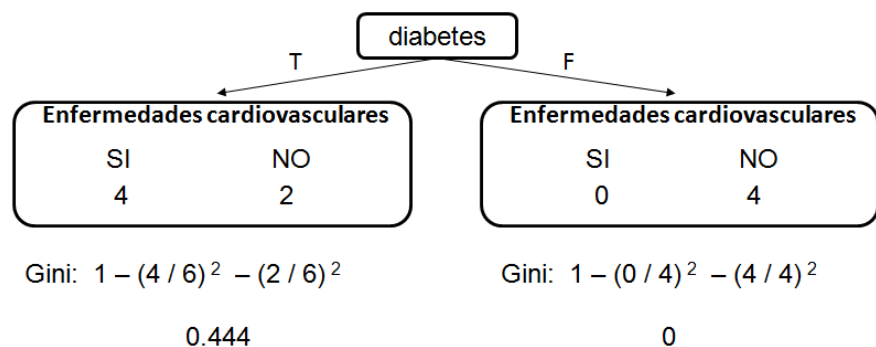 diabetes
T F
Enfermedades cardiovasculares
SI NO
4 2
Enfermedades cardiovasculares
SI NO
0 4
Gini: 1 – (4 / 6)² – (2 / 6)²
0.444
Gini: 1 – (0 / 4)² – (4 / 4)²
0